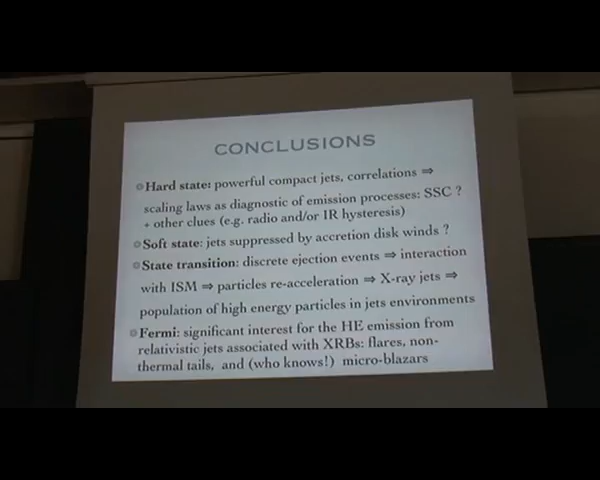 CONCLUSIONS
Hard state: powerful compact jets, correlations ⇒
scaling laws as diagnostic of emission processes: SSC ?
+ other clues (e.g. radio and/or IR hysteresis)
Soft state: jets suppressed by accretion disk winds ?
State transition: discrete ejection events ⇒ interaction
with ISM ⇒ particles re-acceleration ⇒ X-ray jets ⇒
population of high energy particles in jets environments
Fermi: significant interest for the HE emission from
relativistic jets associated with XRBs: flares, non-
thermal tails, and (who knows!) micro-blazars